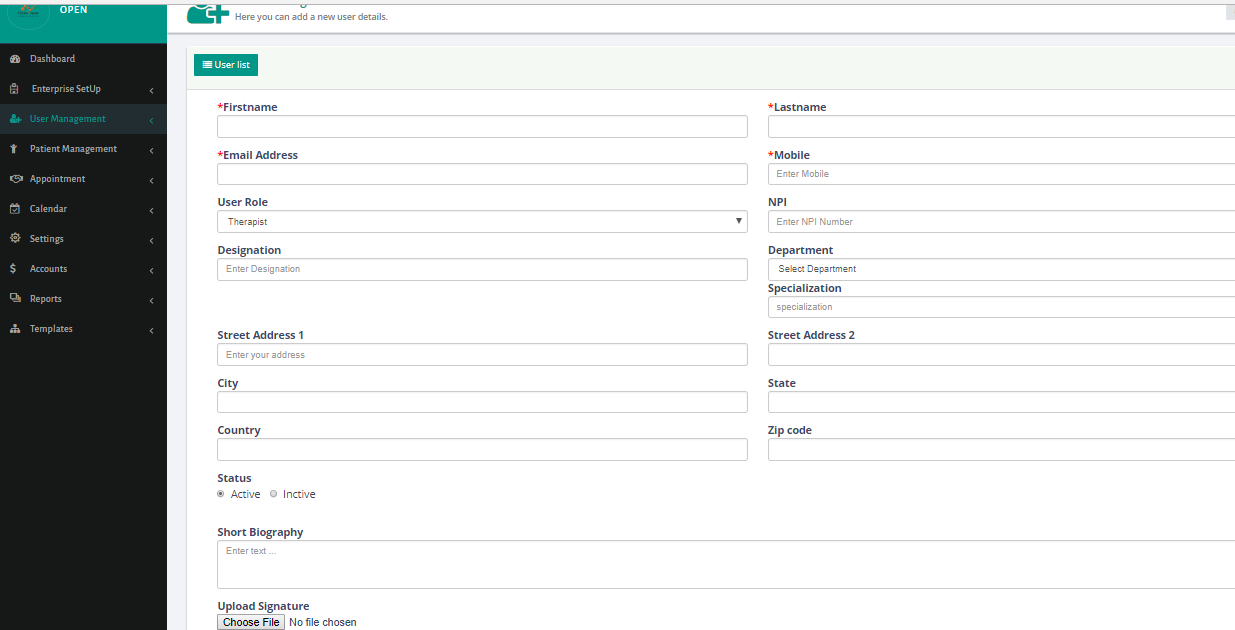 OPEN
Here you can add a new user details.
Dashboard
Enterprise SetUp
User Management
Patient Management
Appointment
Calendar
Settings
Accounts
Reports
Templates
User list
*Firstname
*Lastname
*Email Address
*Mobile
Enter Mobile
User Role
NPI
Therapist
Enter NPI Number
Designation
Department
Enter Designation
Select Department
Specialization
specialization
Street Address 1
Street Address 2
Enter your address
City
State
Country
Zip code
Status
Active Inctive
Short Biography
Enter text ...
Upload Signature
Choose File No file chosen